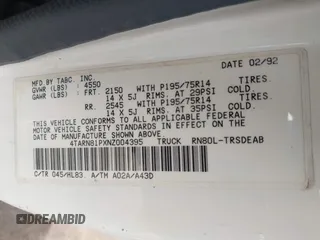 MFD BY TABC. INC. 02/92
GVWR (LBS) : 4550
GAWR (LBS) : FRT. 2150 WITH P195/75R14 TIRES.
14 X 5J RIMS. AT 29PSI COLD
RR. 2545 WITH P195/75R14 TIRES.
14 X 5J RIMS. AT 35PSI COLD
THIS VEHICLE CONFORMS TO ALL APPLICABLE FEDERAL
MOTOR VEHICLE SAFETY STANDARDS IN EFFECT ON THE
DATE OF MANUFACTURE SHOWN ABOVE.
4TARN81PXNZ004395 TRUCK RN80L-TRSDEAB
C/TR 045/HL83. A/TM A02A/A43D